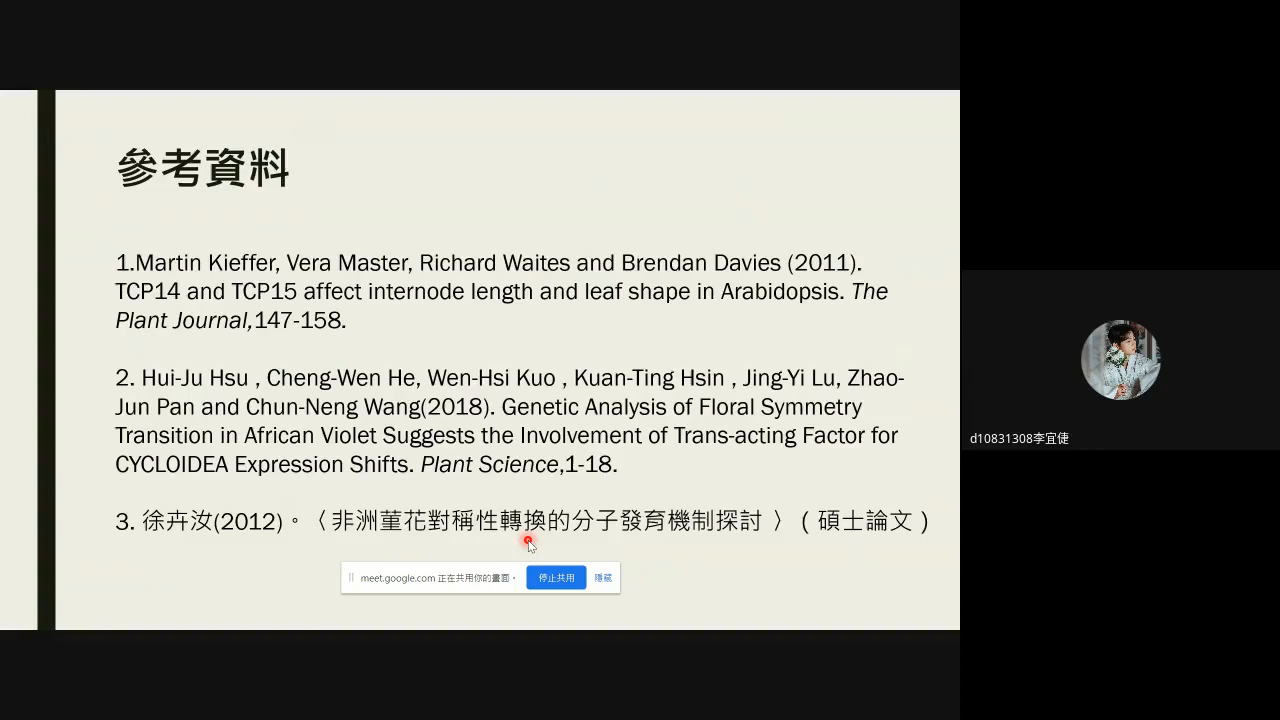 參考資料
1.Martin Kieffer, Vera Master, Richard Waites and Brendan Davies (2011).
TCP14 and TCP15 affect internode length and leaf shape in Arabidopsis. The
Plant Journal,147-158.
2. Hui-Ju Hsu , Cheng-Wen He, Wen-Hsi Kuo , Kuan-Ting Hsin , Jing-Yi Lu, Zhao-
Jun Pan and Chun-Neng Wang(2018). Genetic Analysis of Floral Symmetry
Transition in African Violet Suggests the Involvement of Trans-acting Factor for
CYCLOIDEA Expression Shifts. Plant Science,1-18.
3. 徐卉汝(2012)。〈非洲菫花對稱性轉換的分子發育機制探討 〉 ( 碩士論文 )
meet.google.com 正在共用你的畫面。 停止共用 隱藏
d10831308李宜倢